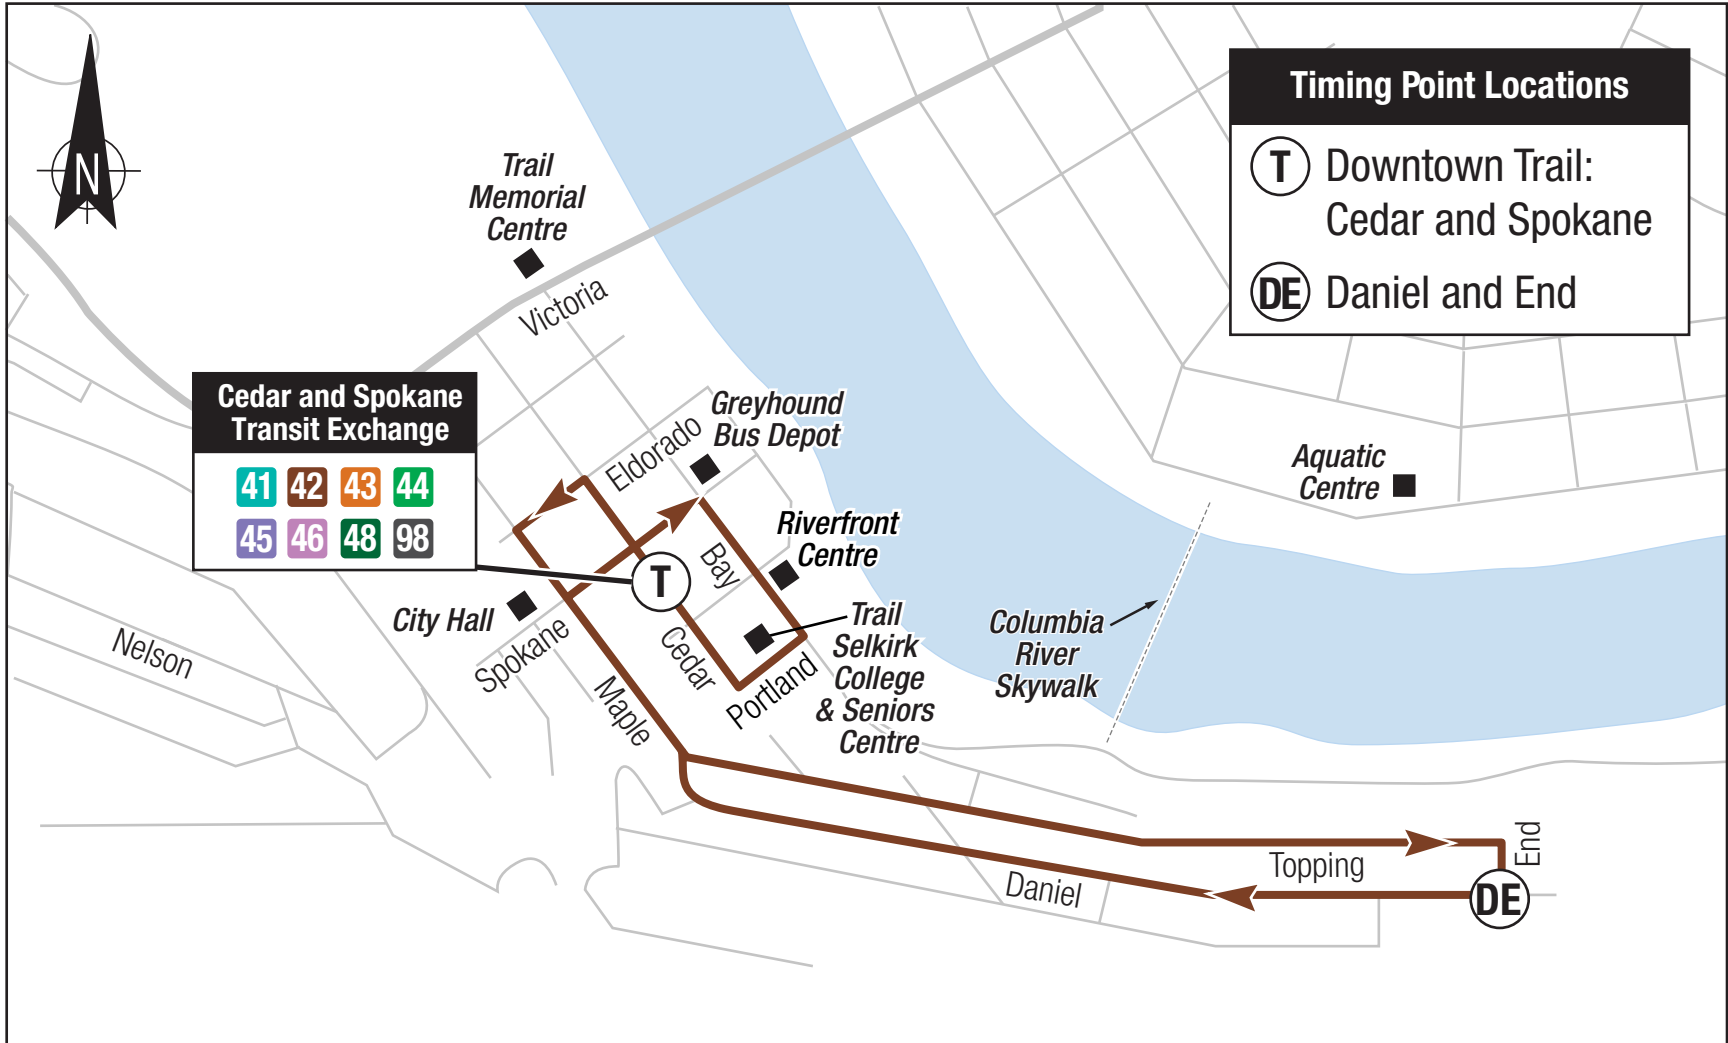 N
Trail
Memorial
Centre
Victoria
Timing Point Locations
T Downtown Trail:
Cedar and Spokane
DE Daniel and End
Cedar and Spokane
Transit Exchange
41 42 43 44
45 46 48 98
Eldorado
Greyhound
Bus Depot
Aquatic
Centre
Riverfront
Centre
Bay
T
City Hall
Spokane
Nelson
Maple
Cedar
Portland
Trail
Selkirk
College
& Seniors
Centre
Columbia
River
Skywalk
Topping
End
Daniel
DE